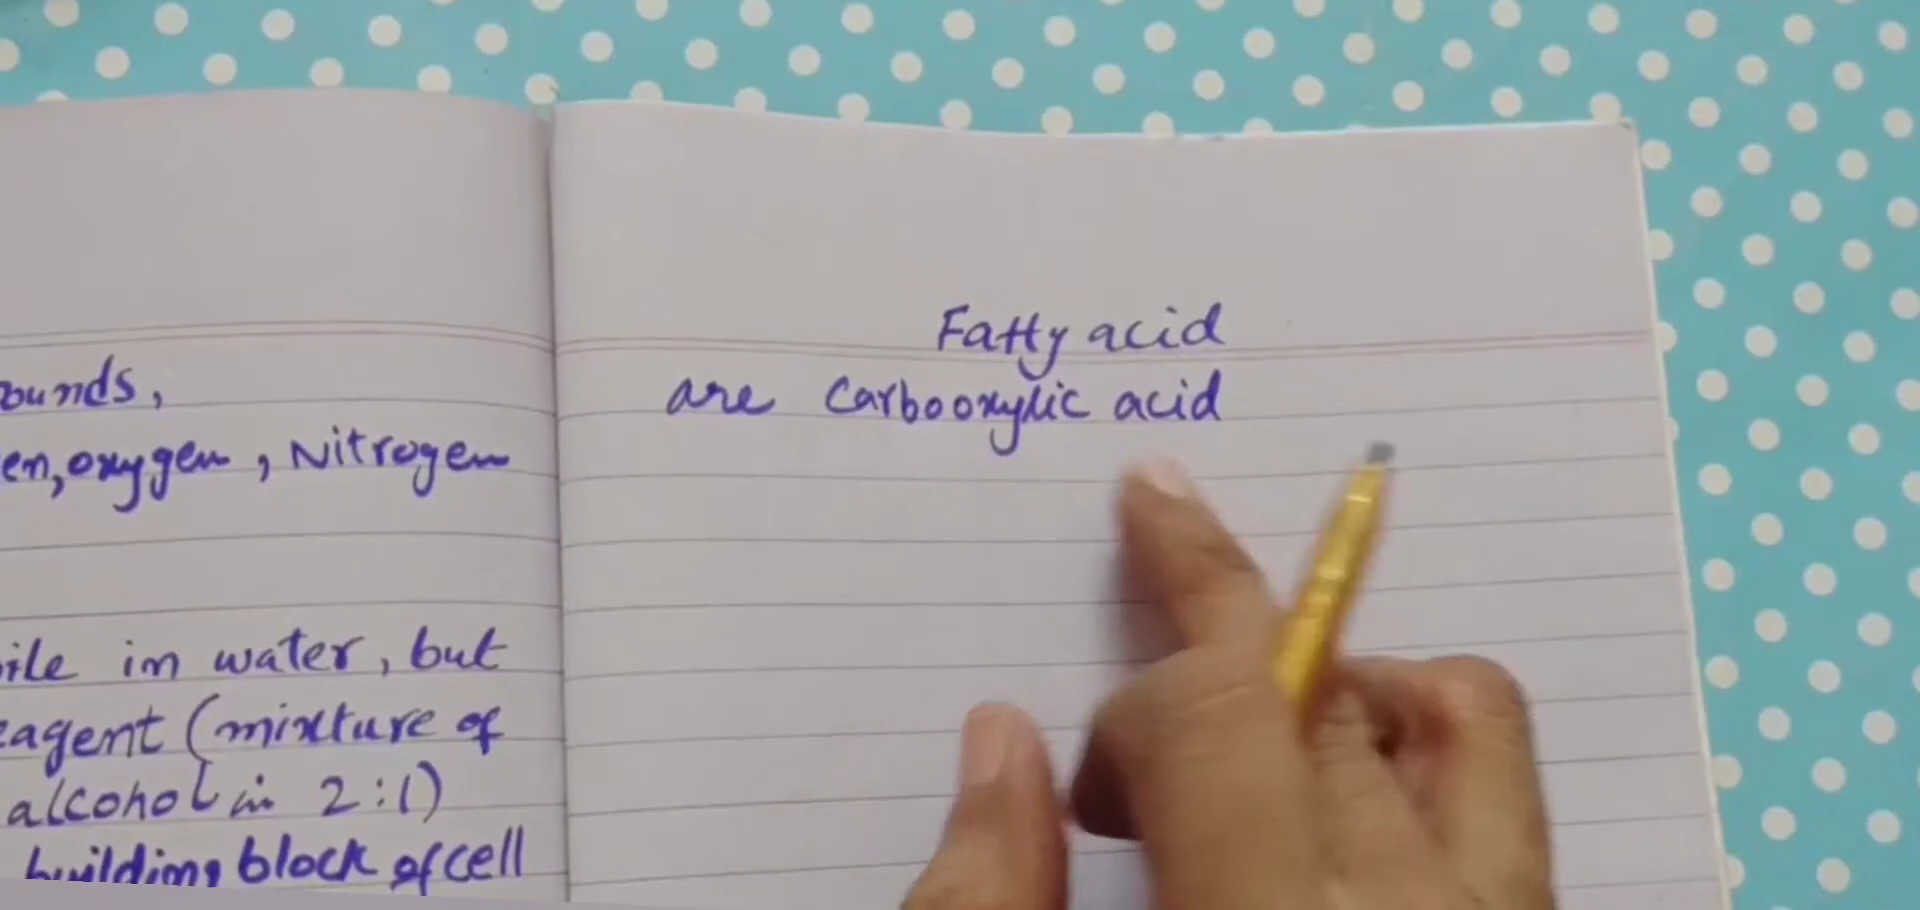 ounds,
en, oxygen, Nitrogen
ile in water, but
eagent (mixture of
alcohol in 2:1)
building block of cell
Fatty acid
are Carbooxylic acid